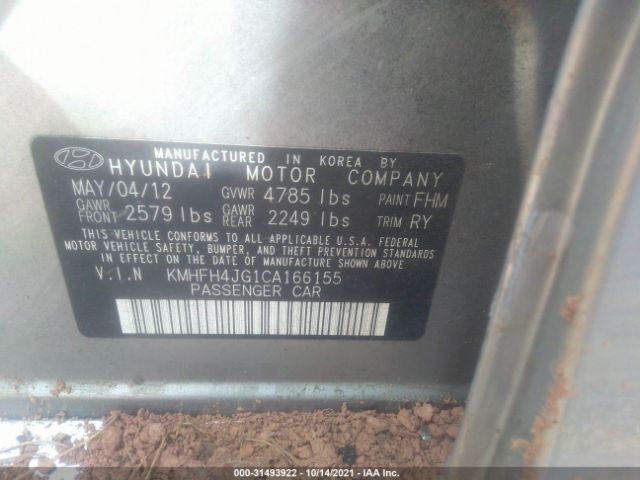 MANUFACTURED IN KOREA BY
HYUNDAI MOTOR COMPANY
MAY/04/12 GVWR 4785 lbs PAINT FHM
GAWR FRONT 2579 lbs GAWR REAR 2249 lbs TRIM RY
THIS VEHICLE CONFORMS TO ALL APPLICABLE U.S.A. FEDERAL
MOTOR VEHICLE SAFETY, BUMPER, AND THEFT PREVENTION STANDARDS
IN EFFECT ON THE DATE OF MANUFACTURE SHOWN ABOVE
V.I.N KMHFH4JG1CA166155
PASSENGER CAR
000-31493922 - 10/14/2021 - IAA Inc.